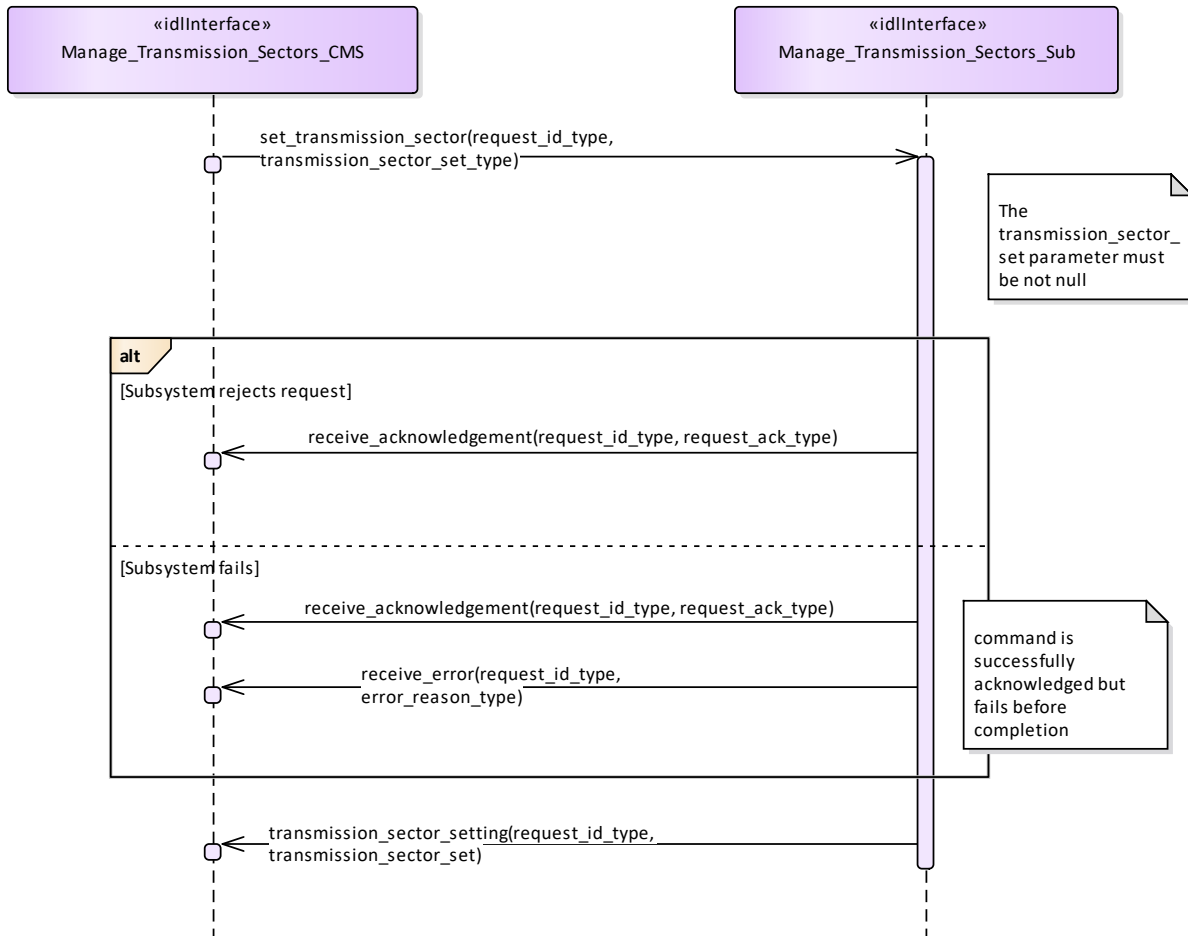 «idlInterface»
Manage_Transmission_Sectors_CMS
«idlInterface»
Manage_Transmission_Sectors_Sub
set_transmission_sector(request_id_type,
transmission_sector_set_type)
The
transmission_sector_
set parameter must
be not null
alt
[Subsystem rejects request]
receive_acknowledgement(request_id_type, request_ack_type)
[Subsystem fails]
receive_acknowledgement(request_id_type, request_ack_type)
command is
successfully
acknowledged but
fails before
completion
receive_error(request_id_type,
error_reason_type)
transmission_sector_setting(request_id_type,
transmission_sector_set)